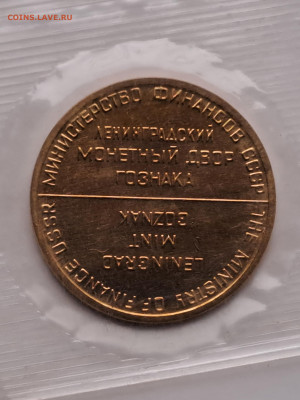 COINS.LAVE.RU
МИНИСТЕРСТВО ФИНАНСОВ СССР
ЛЕНИНГРАДСКИЙ
МОНЕТНЫЙ ДВОР
ГОЗНАКА
LENINGRAD
MINT
GOZNAK
THE MINISTRY OF FINANCE USSR